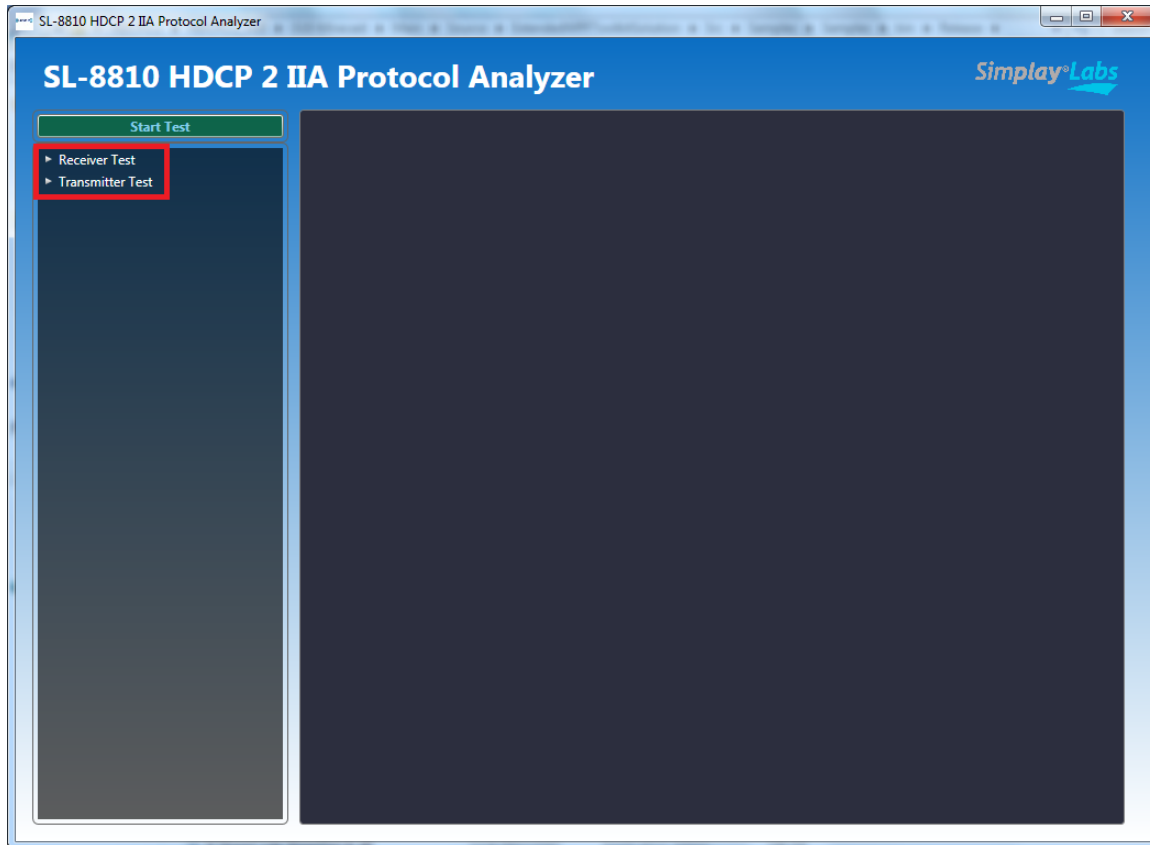 SL-8810 HDCP 2 IIA Protocol Analyzer
SL-8810 HDCP 2 IIA Protocol Analyzer
Simplay Labs
Start Test
Receiver Test
Transmitter Test